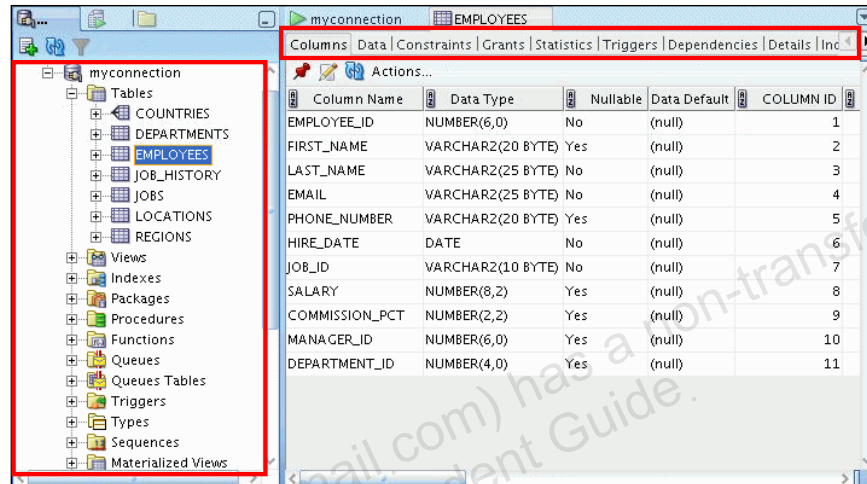 myconnection
Tables
COUNTRIES
DEPARTMENTS
EMPLOYEES
JOB_HISTORY
JOBS
LOCATIONS
REGIONS
Views
Indexes
Packages
Procedures
Functions
Queues
Queues Tables
Triggers
Types
Sequences
Materialized Views
myconnection EMPLOYEES
Columns Data Constraints Grants Statistics Triggers Dependencies Details
Actions...
Column Name Data Type Nullable Data Default COLUMN ID
EMPLOYEE_ID NUMBER(6,0) No (null) 1
FIRST_NAME VARCHAR2(20 BYTE) Yes (null) 2
LAST_NAME VARCHAR2(25 BYTE) No (null) 3
EMAIL VARCHAR2(25 BYTE) No (null) 4
PHONE_NUMBER VARCHAR2(20 BYTE) Yes (null) 5
HIRE_DATE DATE No (null) 6
JOB_ID VARCHAR2(10 BYTE) No (null) 7
SALARY NUMBER(8,2) Yes (null) 8
COMMISSION_PCT NUMBER(2,2) Yes (null) 9
MANAGER_ID NUMBER(6,0) Yes (null) 10
DEPARTMENT_ID NUMBER(4,0) Yes (null) 11
ail.com) has a non-transf
dent Guide.